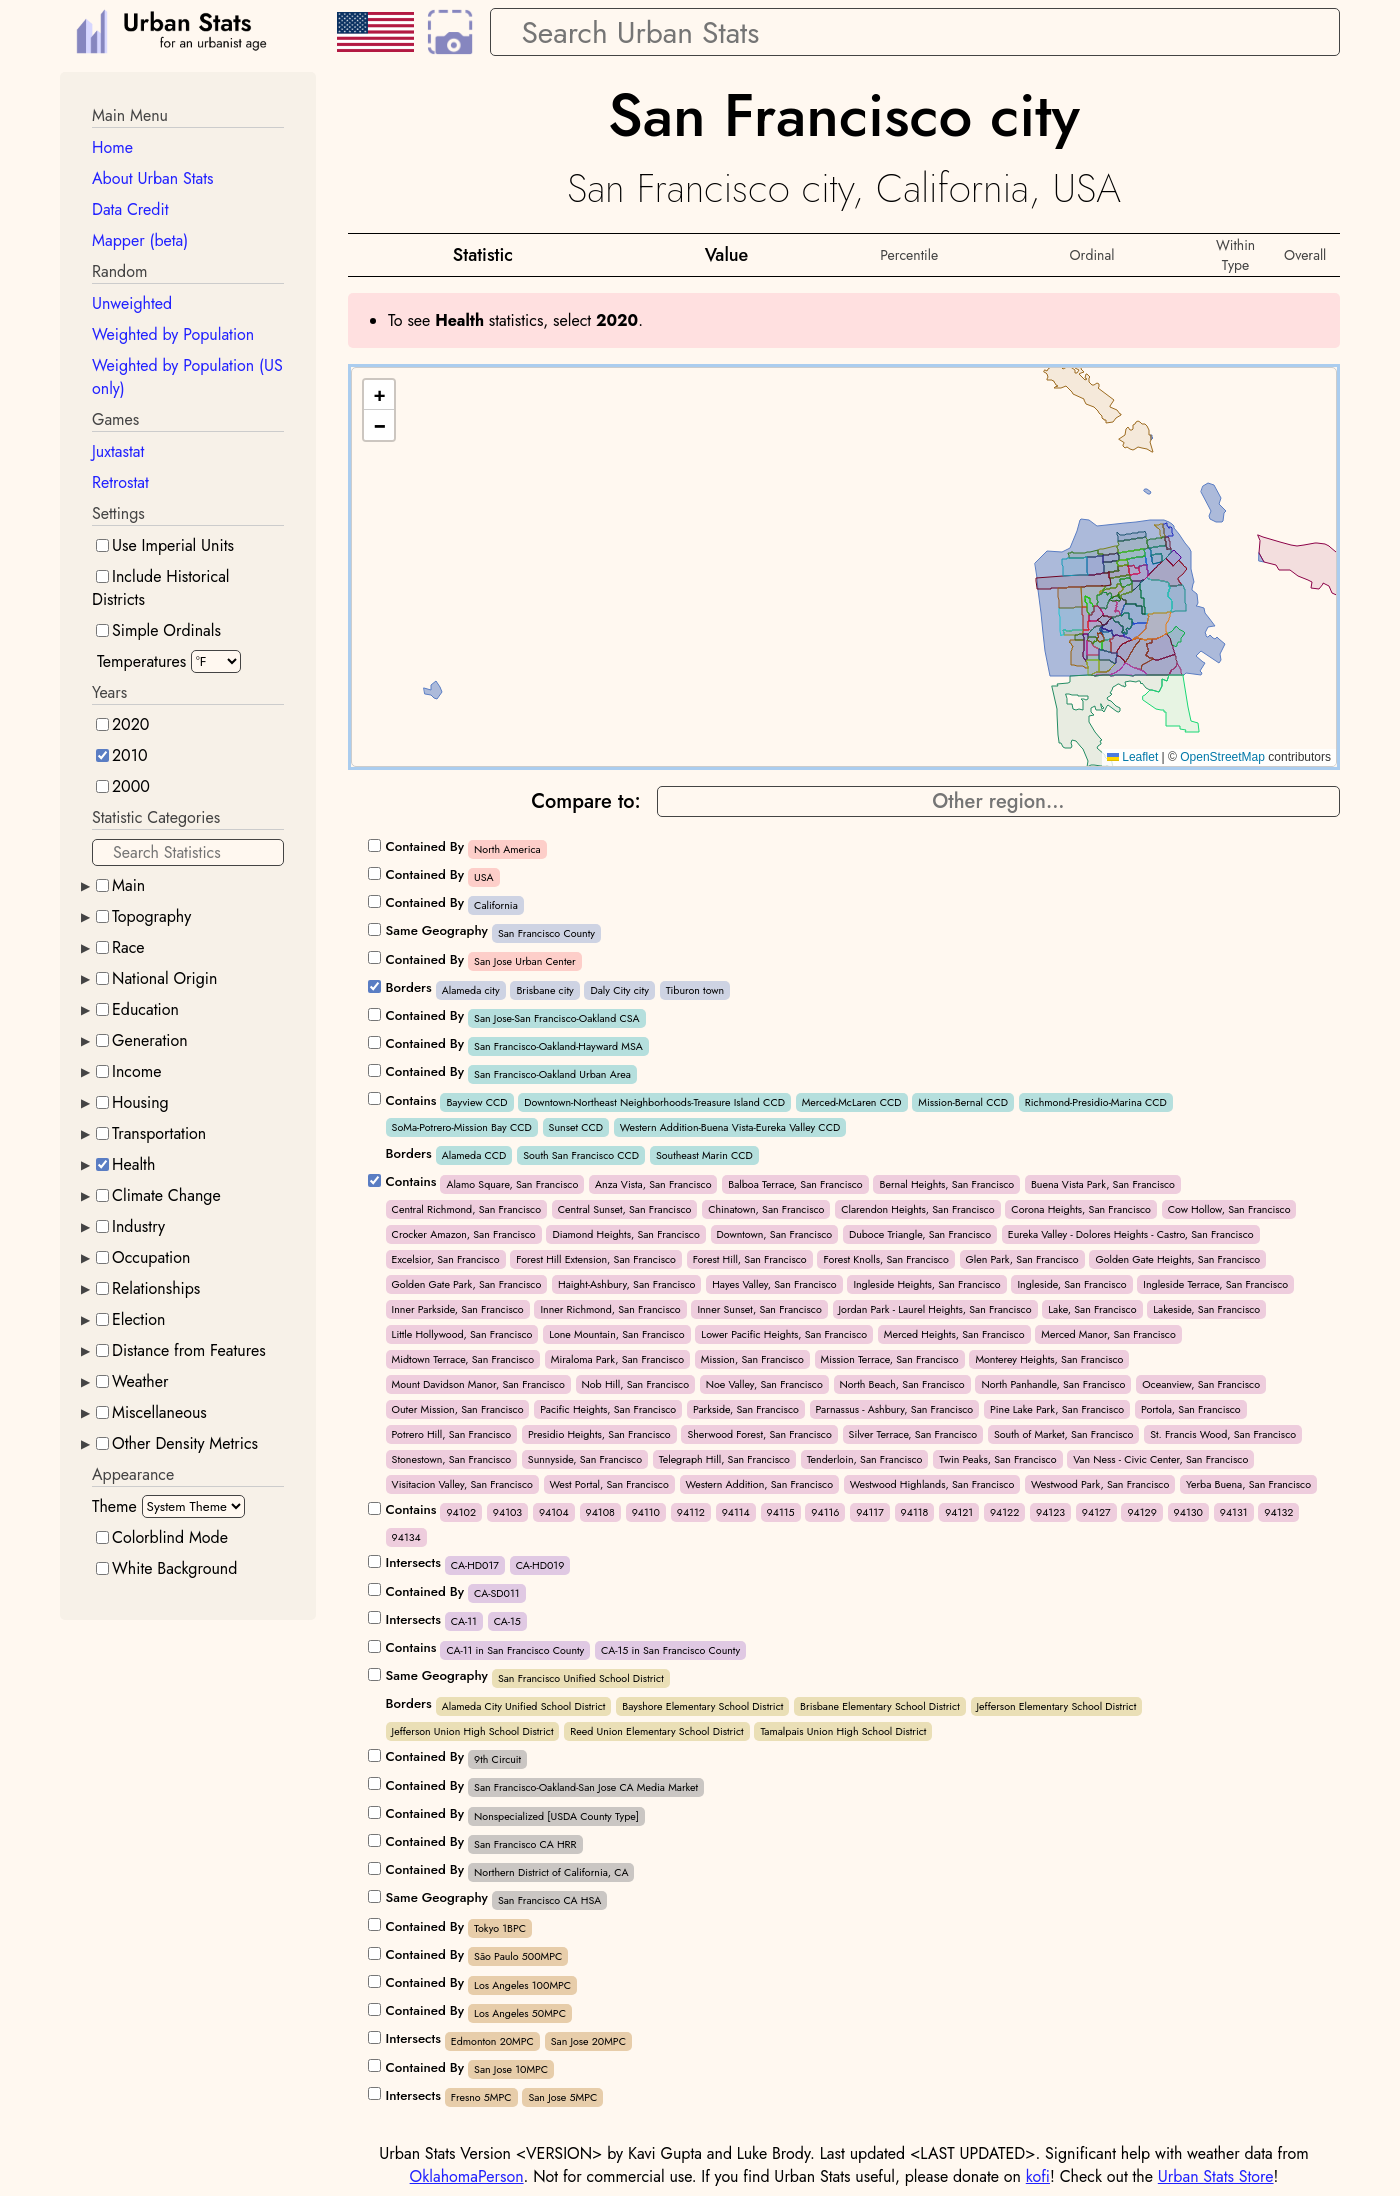 Urban Stats
for an urbanist age
Search Urban Stats
Main Menu
Home
About Urban Stats
Data Credit
Mapper (beta)
Random
Unweighted
Weighted by Population
Weighted by Population (US
only)
Games
Juxtastat
Retrostat
Settings
Use Imperial Units
Include Historical
Districts
Simple Ordinals
Temperatures °F
Years
2020
2010
2000
Statistic Categories
Search Statistics
Main
Topography
Race
National Origin
Education
Generation
Income
Housing
Transportation
Health
Climate Change
Industry
Occupation
Relationships
Election
Distance from Features
Weather
Miscellaneous
Other Density Metrics
Appearance
Theme System Theme
Colorblind Mode
White Background
San Francisco city
San Francisco city, California, USA
Statistic Value Percentile Ordinal Within Type Overall
To see Health statistics, select 2020.
+
−
Leaflet | © OpenStreetMap contributors
Compare to: Other region...
Contained By North America
Contained By USA
Contained By California
Same Geography San Francisco County
Contained By San Jose Urban Center
Borders Alameda city Brisbane city Daly City city Tiburon town
Contained By San Jose-San Francisco-Oakland CSA
Contained By San Francisco-Oakland-Hayward MSA
Contained By San Francisco-Oakland Urban Area
Contains Bayview CCD Downtown-Northeast Neighborhoods-Treasure Island CCD Merced-McLaren CCD Mission-Bernal CCD Richmond-Presidio-Marina CCD
SoMa-Potrero-Mission Bay CCD Sunset CCD Western Addition-Buena Vista-Eureka Valley CCD
Borders Alameda CCD South San Francisco CCD Southeast Marin CCD
Contains Alamo Square, San Francisco Anza Vista, San Francisco Balboa Terrace, San Francisco Bernal Heights, San Francisco Buena Vista Park, San Francisco
Central Richmond, San Francisco Central Sunset, San Francisco Chinatown, San Francisco Clarendon Heights, San Francisco Corona Heights, San Francisco Cow Hollow, San Francisco
Crocker Amazon, San Francisco Diamond Heights, San Francisco Downtown, San Francisco Duboce Triangle, San Francisco Eureka Valley - Dolores Heights - Castro, San Francisco
Excelsior, San Francisco Forest Hill Extension, San Francisco Forest Hill, San Francisco Forest Knolls, San Francisco Glen Park, San Francisco Golden Gate Heights, San Francisco
Golden Gate Park, San Francisco Haight-Ashbury, San Francisco Hayes Valley, San Francisco Ingleside Heights, San Francisco Ingleside, San Francisco Ingleside Terrace, San Francisco
Inner Parkside, San Francisco Inner Richmond, San Francisco Inner Sunset, San Francisco Jordan Park - Laurel Heights, San Francisco Lake, San Francisco Lakeside, San Francisco
Little Hollywood, San Francisco Lone Mountain, San Francisco Lower Pacific Heights, San Francisco Merced Heights, San Francisco Merced Manor, San Francisco
Midtown Terrace, San Francisco Miraloma Park, San Francisco Mission, San Francisco Mission Terrace, San Francisco Monterey Heights, San Francisco
Mount Davidson Manor, San Francisco Nob Hill, San Francisco Noe Valley, San Francisco North Beach, San Francisco North Panhandle, San Francisco Oceanview, San Francisco
Outer Mission, San Francisco Pacific Heights, San Francisco Parkside, San Francisco Parnassus - Ashbury, San Francisco Pine Lake Park, San Francisco Portola, San Francisco
Potrero Hill, San Francisco Presidio Heights, San Francisco Sherwood Forest, San Francisco Silver Terrace, San Francisco South of Market, San Francisco St. Francis Wood, San Francisco
Stonestown, San Francisco Sunnyside, San Francisco Telegraph Hill, San Francisco Tenderloin, San Francisco Twin Peaks, San Francisco Van Ness - Civic Center, San Francisco
Visitacion Valley, San Francisco West Portal, San Francisco Western Addition, San Francisco Westwood Highlands, San Francisco Westwood Park, San Francisco Yerba Buena, San Francisco
Contains 94102 94103 94104 94108 94110 94112 94114 94115 94116 94117 94118 94121 94122 94123 94127 94129 94130 94131 94132
94134
Intersects CA-HD017 CA-HD019
Contained By CA-SD011
Intersects CA-11 CA-15
Contains CA-11 in San Francisco County CA-15 in San Francisco County
Same Geography San Francisco Unified School District
Borders Alameda City Unified School District Bayshore Elementary School District Brisbane Elementary School District Jefferson Elementary School District
Jefferson Union High School District Reed Union Elementary School District Tamalpais Union High School District
Contained By 9th Circuit
Contained By San Francisco-Oakland-San Jose CA Media Market
Contained By Nonspecialized [USDA County Type]
Contained By San Francisco CA HRR
Contained By Northern District of California, CA
Same Geography San Francisco CA HSA
Contained By Tokyo 1BPC
Contained By São Paulo 500MPC
Contained By Los Angeles 100MPC
Contained By Los Angeles 50MPC
Intersects Edmonton 20MPC San Jose 20MPC
Contained By San Jose 10MPC
Intersects Fresno 5MPC San Jose 5MPC
Urban Stats Version <VERSION> by Kavi Gupta and Luke Brody. Last updated <LAST UPDATED>. Significant help with weather data from
OklahomaPerson. Not for commercial use. If you find Urban Stats useful, please donate on kofi! Check out the Urban Stats Store!